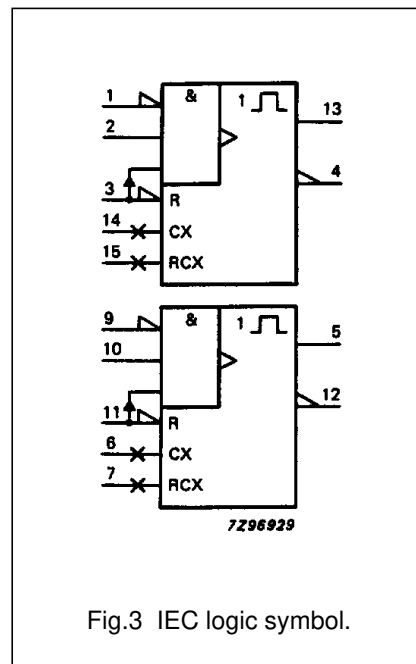 1 & 1 13
2
4
3 R
14 CX
15 RCX
9 & 1 5
10
12
11 R
6 CX
7 RCX
7Z96929
Fig.3 IEC logic symbol.